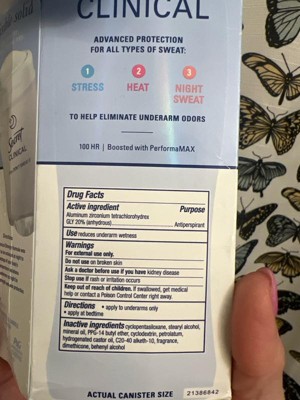 solid
Secret
CLINICAL
CLINICAL
ADVANCED PROTECTION
FOR ALL TYPES OF SWEAT:
1 2 3
STRESS HEAT NIGHT
SWEAT
TO HELP ELIMINATE UNDERARM ODORS
100 HR | Boosted with PerformaMAX
Drug Facts
Active ingredient Purpose
Aluminum zirconium tetrachlorohydrex
GLY 20% (anhydrous) Antiperspirant
Use reduces underarm wetness
Warnings
For external use only.
Do not use on broken skin
Ask a doctor before use if you have kidney disease
Stop use if rash or irritation occurs
Keep out of reach of children. If swallowed, get medical
help or contact a Poison Control Center right away.
Directions • apply to underarms only
• apply at bedtime
Inactive ingredients cyclopentasiloxane, stearyl alcohol,
mineral oil, PPG-14 butyl ether, cyclodextrin, petrolatum,
hydrogenated castor oil, C20-40 alketh-10, fragrance,
dimethicone, behenyl alcohol
ACTUAL CANISTER SIZE 21386842